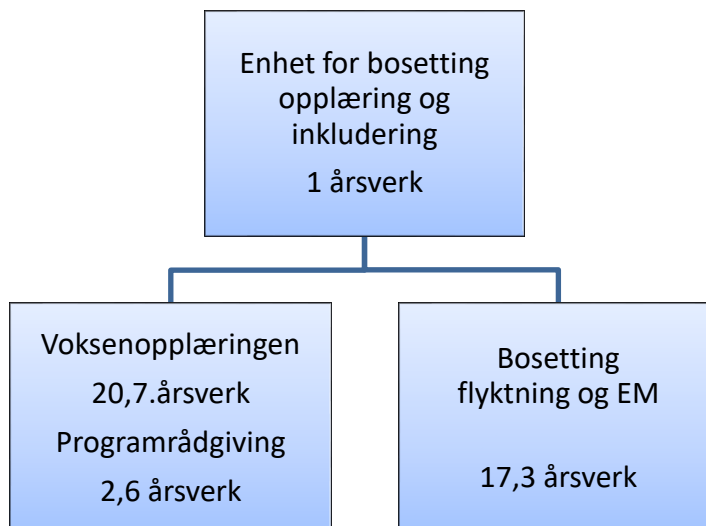 Enhet for bosetting
opplæring og
inkludering
1 årsverk
Voksenopplæringen
20,7.årsverk
Programrådgiving
2,6 årsverk
Bosetting
flyktning og EM
17,3 årsverk